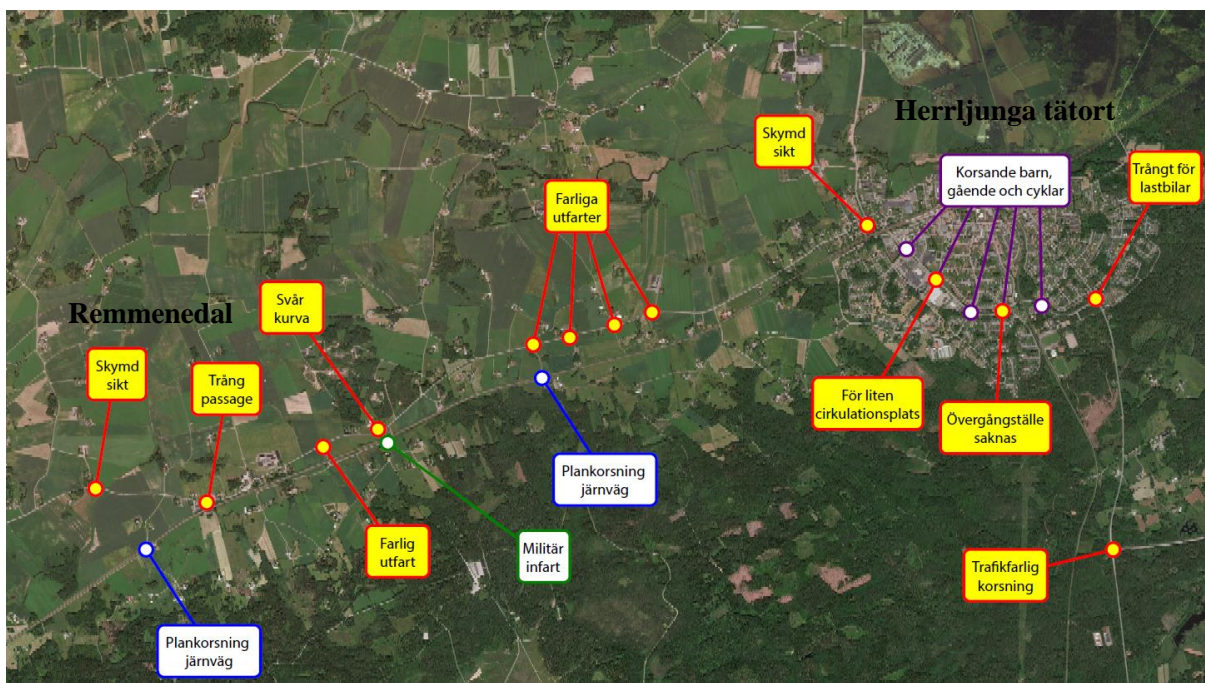 Herrljunga tätort
Skymd
sikt
Korsande barn,
gående och cyklar
Trångt för
lastbilar
Farliga
utfarter
Remmenedal
Svår
kurva
Skymd
sikt
Trång
passage
För liten
cirkulationsplats
Övergångställe
saknas
Plankorsning
järnväg
Farlig
utfart
Militär
infart
Trafikfarlig
korsning
Plankorsning
järnväg